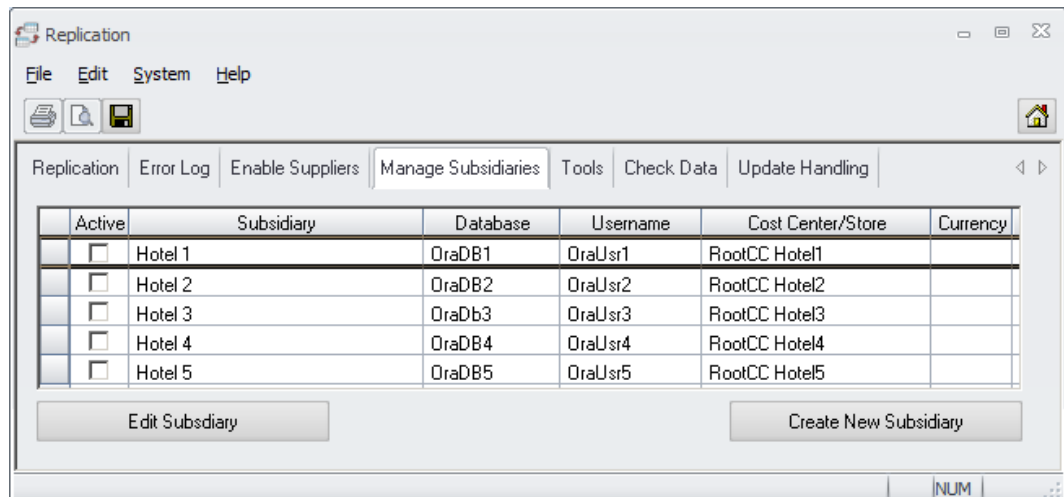 Replication
File Edit System Help
Replication Error Log Enable Suppliers Manage Subsidiaries Tools Check Data Update Handling
Active Subsidiary Database Username Cost Center/Store Currency
Hotel 1 OraDB1 OraUsr1 RootCC Hotel1
Hotel 2 OraDB2 OraUsr2 RootCC Hotel2
Hotel 3 OraDb3 OraUsr3 RootCC Hotel3
Hotel 4 OraDB4 OraUsr4 RootCC Hotel4
Hotel 5 OraDB5 OraUsr5 RootCC Hotel5
Edit Subsdiary Create New Subsidiary
NUM